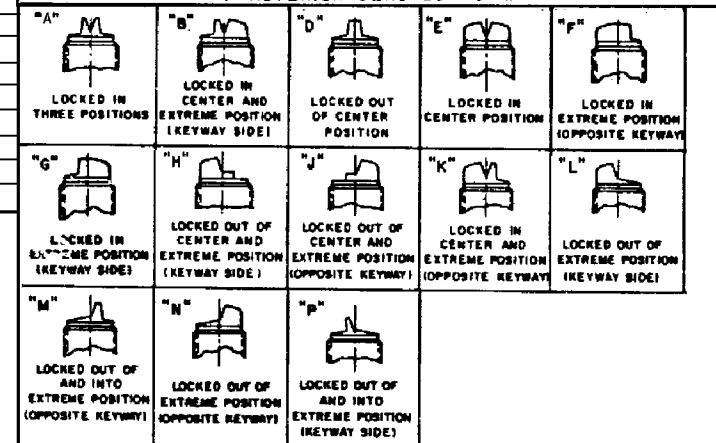 "A"
LOCKED IN
THREE POSITIONS
"B"
LOCKED IN
CENTER AND
EXTREME POSITION
(KEYWAY SIDE)
"D"
LOCKED OUT
OF CENTER
POSITION
"E"
LOCKED IN
CENTER POSITION
"F"
LOCKED IN
EXTREME POSITION
(OPPOSITE KEYWAY)
"G"
LOCKED IN
EXTREME POSITION
(KEYWAY SIDE)
"H"
LOCKED OUT OF
CENTER AND
EXTREME POSITION
(KEYWAY SIDE)
"J"
LOCKED OUT OF
CENTER AND
EXTREME POSITION
(OPPOSITE KEYWAY)
"K"
LOCKED IN
CENTER AND
EXTREME POSITION
(OPPOSITE KEYWAY)
"L"
LOCKED OUT OF
EXTREME POSITION
(KEYWAY SIDE)
"M"
LOCKED OUT OF
AND INTO
EXTREME POSITION
(OPPOSITE KEYWAY)
"N"
LOCKED OUT OF
EXTREME POSITION
(OPPOSITE KEYWAY)
"P"
LOCKED OUT OF
AND INTO
EXTREME POSITION
(KEYWAY SIDE)